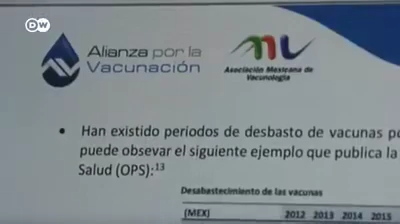 DW
Alianza por la
Vacunación
Asociación Mexicana de
Vacunología
• Han existido periodos de desbasto de vacunas
puede obsevar el siguiente ejemplo que publica la
Salud (OPS):13
Desabastecimiento de las vacunas
(MEX) 2012 2013 2014 2015